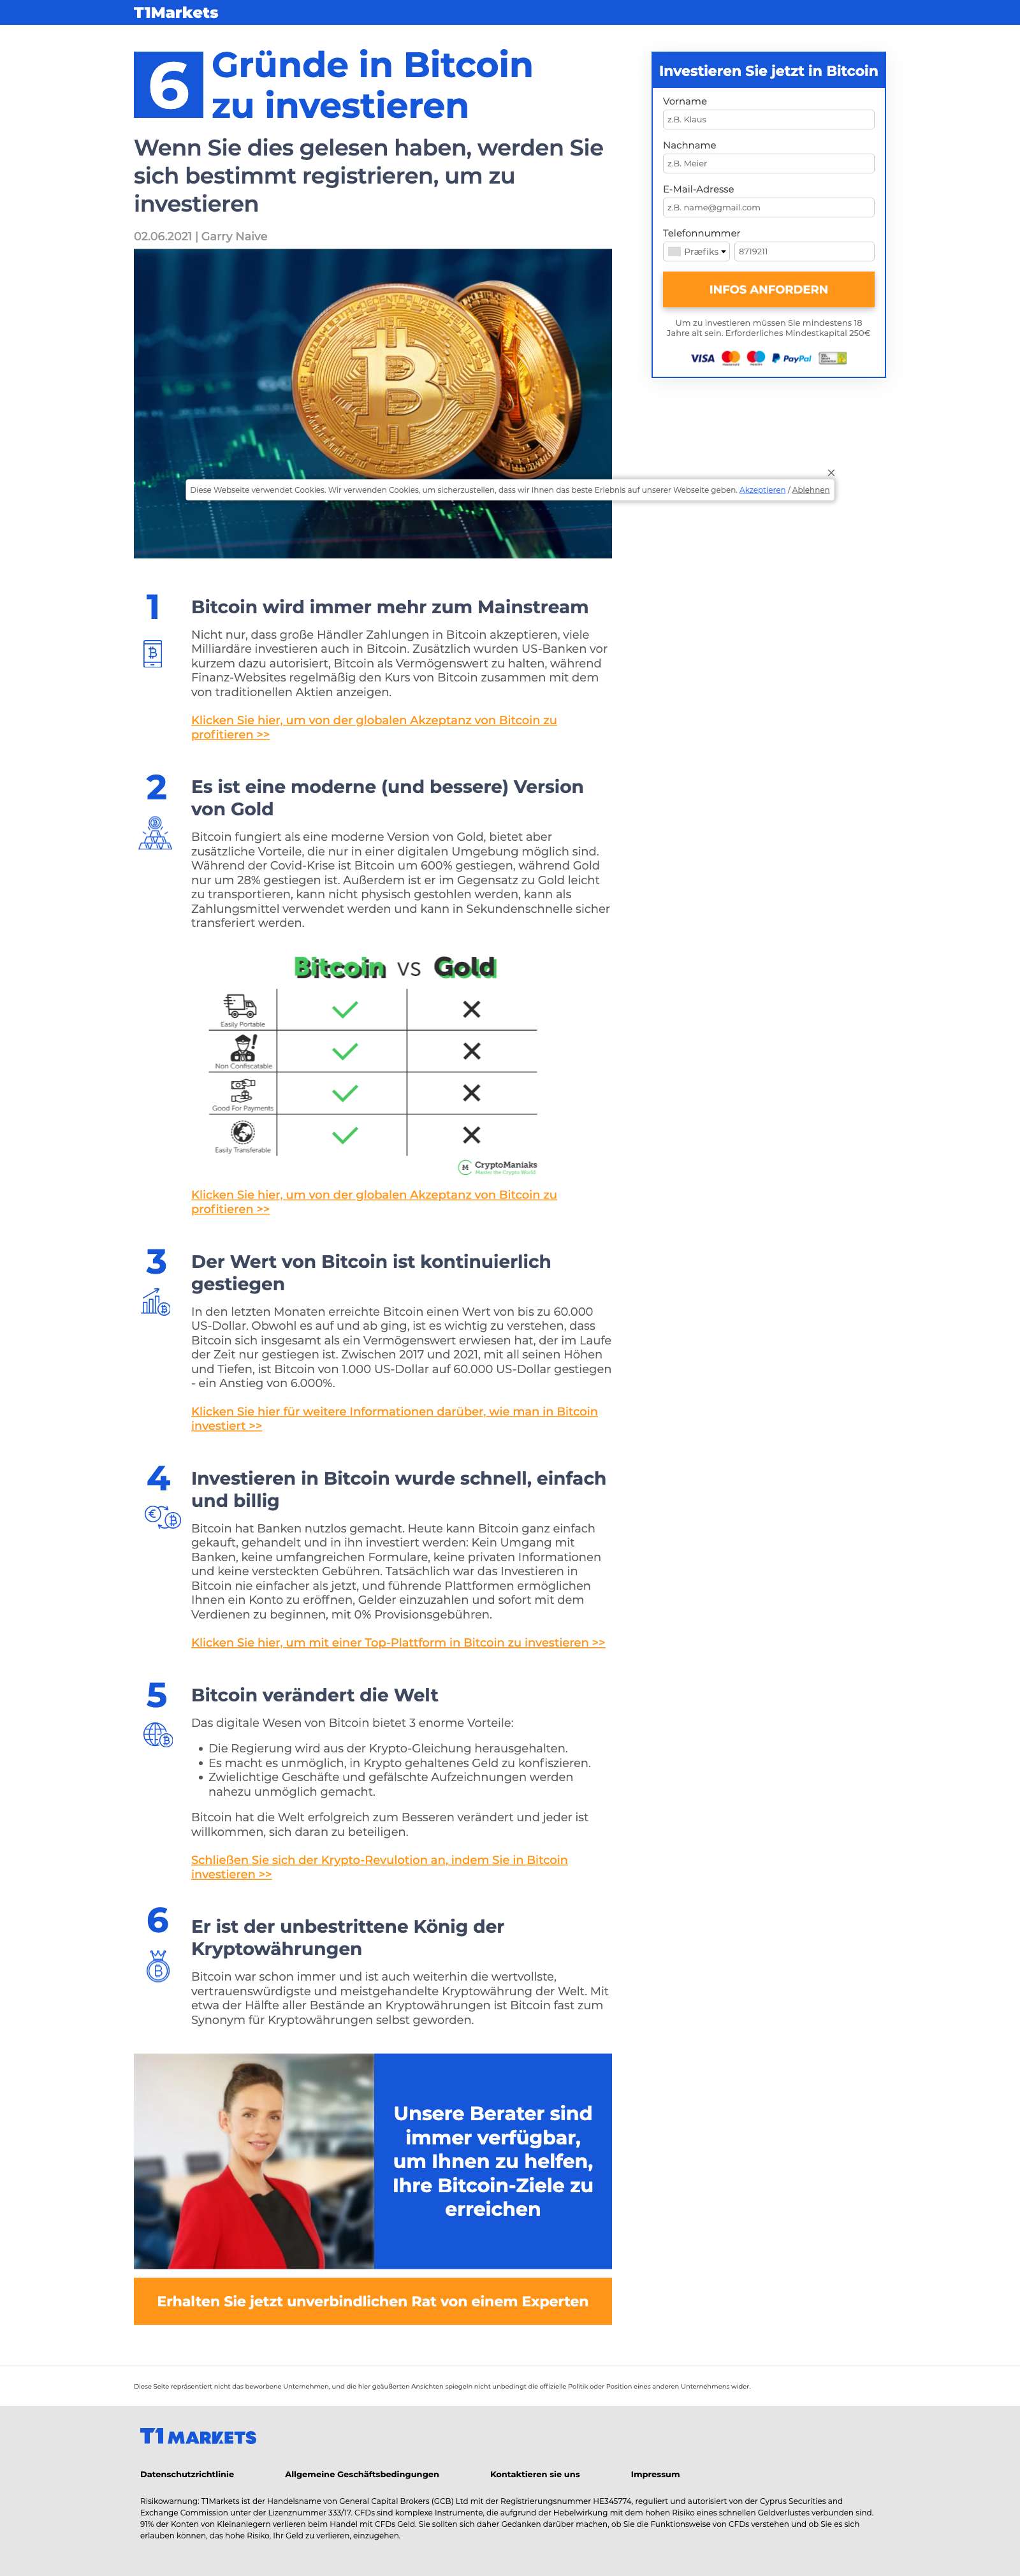 T1Markets
6 Gründe in Bitcoin
zu investieren
Wenn Sie dies gelesen haben, werden Sie
sich bestimmt registrieren, um zu
investieren
02.06.2021 | Garry Naive
Investieren Sie jetzt in Bitcoin
Vorname
z.B. Klaus
Nachname
z.B. Meier
E-Mail-Adresse
z.B. name@gmail.com
Telefonnummer
Præfiks 8719211
INFOS ANFORDERN
Um zu investieren müssen Sie mindestens 18
Jahre alt sein. Erforderliches Mindestkapital 250€
VISA PayPal
Diese Webseite verwendet Cookies. Wir verwenden Cookies, um sicherzustellen, dass wir Ihnen das beste Erlebnis auf unserer Webseite geben. Akzeptieren / Ablehnen
1 Bitcoin wird immer mehr zum Mainstream
Nicht nur, dass große Händler Zahlungen in Bitcoin akzeptieren, viele
Milliardäre investieren auch in Bitcoin. Zusätzlich wurden US-Banken vor
kurzem dazu autorisiert, Bitcoin als Vermögenswert zu halten, während
Finanz-Websites regelmäßig den Kurs von Bitcoin zusammen mit dem
von traditionellen Aktien anzeigen.
Klicken Sie hier, um von der globalen Akzeptanz von Bitcoin zu
profitieren >>
2 Es ist eine moderne (und bessere) Version
von Gold
Bitcoin fungiert als eine moderne Version von Gold, bietet aber
zusätzliche Vorteile, die nur in einer digitalen Umgebung möglich sind.
Während der Covid-Krise ist Bitcoin um 600% gestiegen, während Gold
nur um 28% gestiegen ist. Außerdem ist er im Gegensatz zu Gold leicht
zu transportieren, kann nicht physisch gestohlen werden, kann als
Zahlungsmittel verwendet werden und kann in Sekundenschnelle sicher
transferiert werden.
Bitcoin vs Gold
Easily Portable
Non Confiscatable
Good For Payments
Easily Transferable
M CryptoManiaks
Master the Crypto World
Klicken Sie hier, um von der globalen Akzeptanz von Bitcoin zu
profitieren >>
3 Der Wert von Bitcoin ist kontinuierlich
gestiegen
In den letzten Monaten erreichte Bitcoin einen Wert von bis zu 60.000
US-Dollar. Obwohl es auf und ab ging, ist es wichtig zu verstehen, dass
Bitcoin sich insgesamt als ein Vermögenswert erwiesen hat, der im Laufe
der Zeit nur gestiegen ist. Zwischen 2017 und 2021, mit all seinen Höhen
und Tiefen, ist Bitcoin von 1.000 US-Dollar auf 60.000 US-Dollar gestiegen
- ein Anstieg von 6.000%.
Klicken Sie hier für weitere Informationen darüber, wie man in Bitcoin
investiert >>
4 Investieren in Bitcoin wurde schnell, einfach
und billig
Bitcoin hat Banken nutzlos gemacht. Heute kann Bitcoin ganz einfach
gekauft, gehandelt und in ihn investiert werden: Kein Umgang mit
Banken, keine umfangreichen Formulare, keine privaten Informationen
und keine versteckten Gebühren. Tatsächlich war das Investieren in
Bitcoin nie einfacher als jetzt, und führende Plattformen ermöglichen
Ihnen ein Konto zu eröffnen, Gelder einzuzahlen und sofort mit dem
Verdienen zu beginnen, mit 0% Provisionsgebühren.
Klicken Sie hier, um mit einer Top-Plattform in Bitcoin zu investieren >>
5 Bitcoin verändert die Welt
Das digitale Wesen von Bitcoin bietet 3 enorme Vorteile:
• Die Regierung wird aus der Krypto-Gleichung herausgehalten.
• Es macht es unmöglich, in Krypto gehaltenes Geld zu konfiszieren.
• Zwielichtige Geschäfte und gefälschte Aufzeichnungen werden
nahezu unmöglich gemacht.
Bitcoin hat die Welt erfolgreich zum Besseren verändert und jeder ist
willkommen, sich daran zu beteiligen.
Schließen Sie sich der Krypto-Revulotion an, indem Sie in Bitcoin
investieren >>
6 Er ist der unbestrittene König der
Kryptowährungen
Bitcoin war schon immer und ist auch weiterhin die wertvollste,
vertrauenswürdigste und meistgehandelte Kryptowährung der Welt. Mit
etwa der Hälfte aller Bestände an Kryptowährungen ist Bitcoin fast zum
Synonym für Kryptowährungen selbst geworden.
Unsere Berater sind
immer verfügbar,
um Ihnen zu helfen,
Ihre Bitcoin-Ziele zu
erreichen
Erhalten Sie jetzt unverbindlichen Rat von einem Experten
Diese Seite repräsentiert nicht das beworbene Unternehmen, und die hier geäußerten Ansichten spiegeln nicht unbedingt die offizielle Politik oder Position eines anderen Unternehmens wider.
T1 MARKETS
Datenschutzrichtlinie Allgemeine Geschäftsbedingungen Kontaktieren sie uns Impressum
Risikowarnung: T1Markets ist der Handelsname von General Capital Brokers (GCB) Ltd mit der Registrierungsnummer HE345774, reguliert und autorisiert von der Cyprus Securities and
Exchange Commission unter der Lizenznummer 333/17. CFDs sind komplexe Instrumente, die aufgrund der Hebelwirkung mit dem hohen Risiko eines schnellen Geldverlustes verbunden sind.
91% der Konten von Kleinanlegern verlieren beim Handel mit CFDs Geld. Sie sollten sich daher Gedanken darüber machen, ob Sie die Funktionsweise von CFDs verstehen und ob Sie es sich
erlauben können, das hohe Risiko, Ihr Geld zu verlieren, einzugehen.